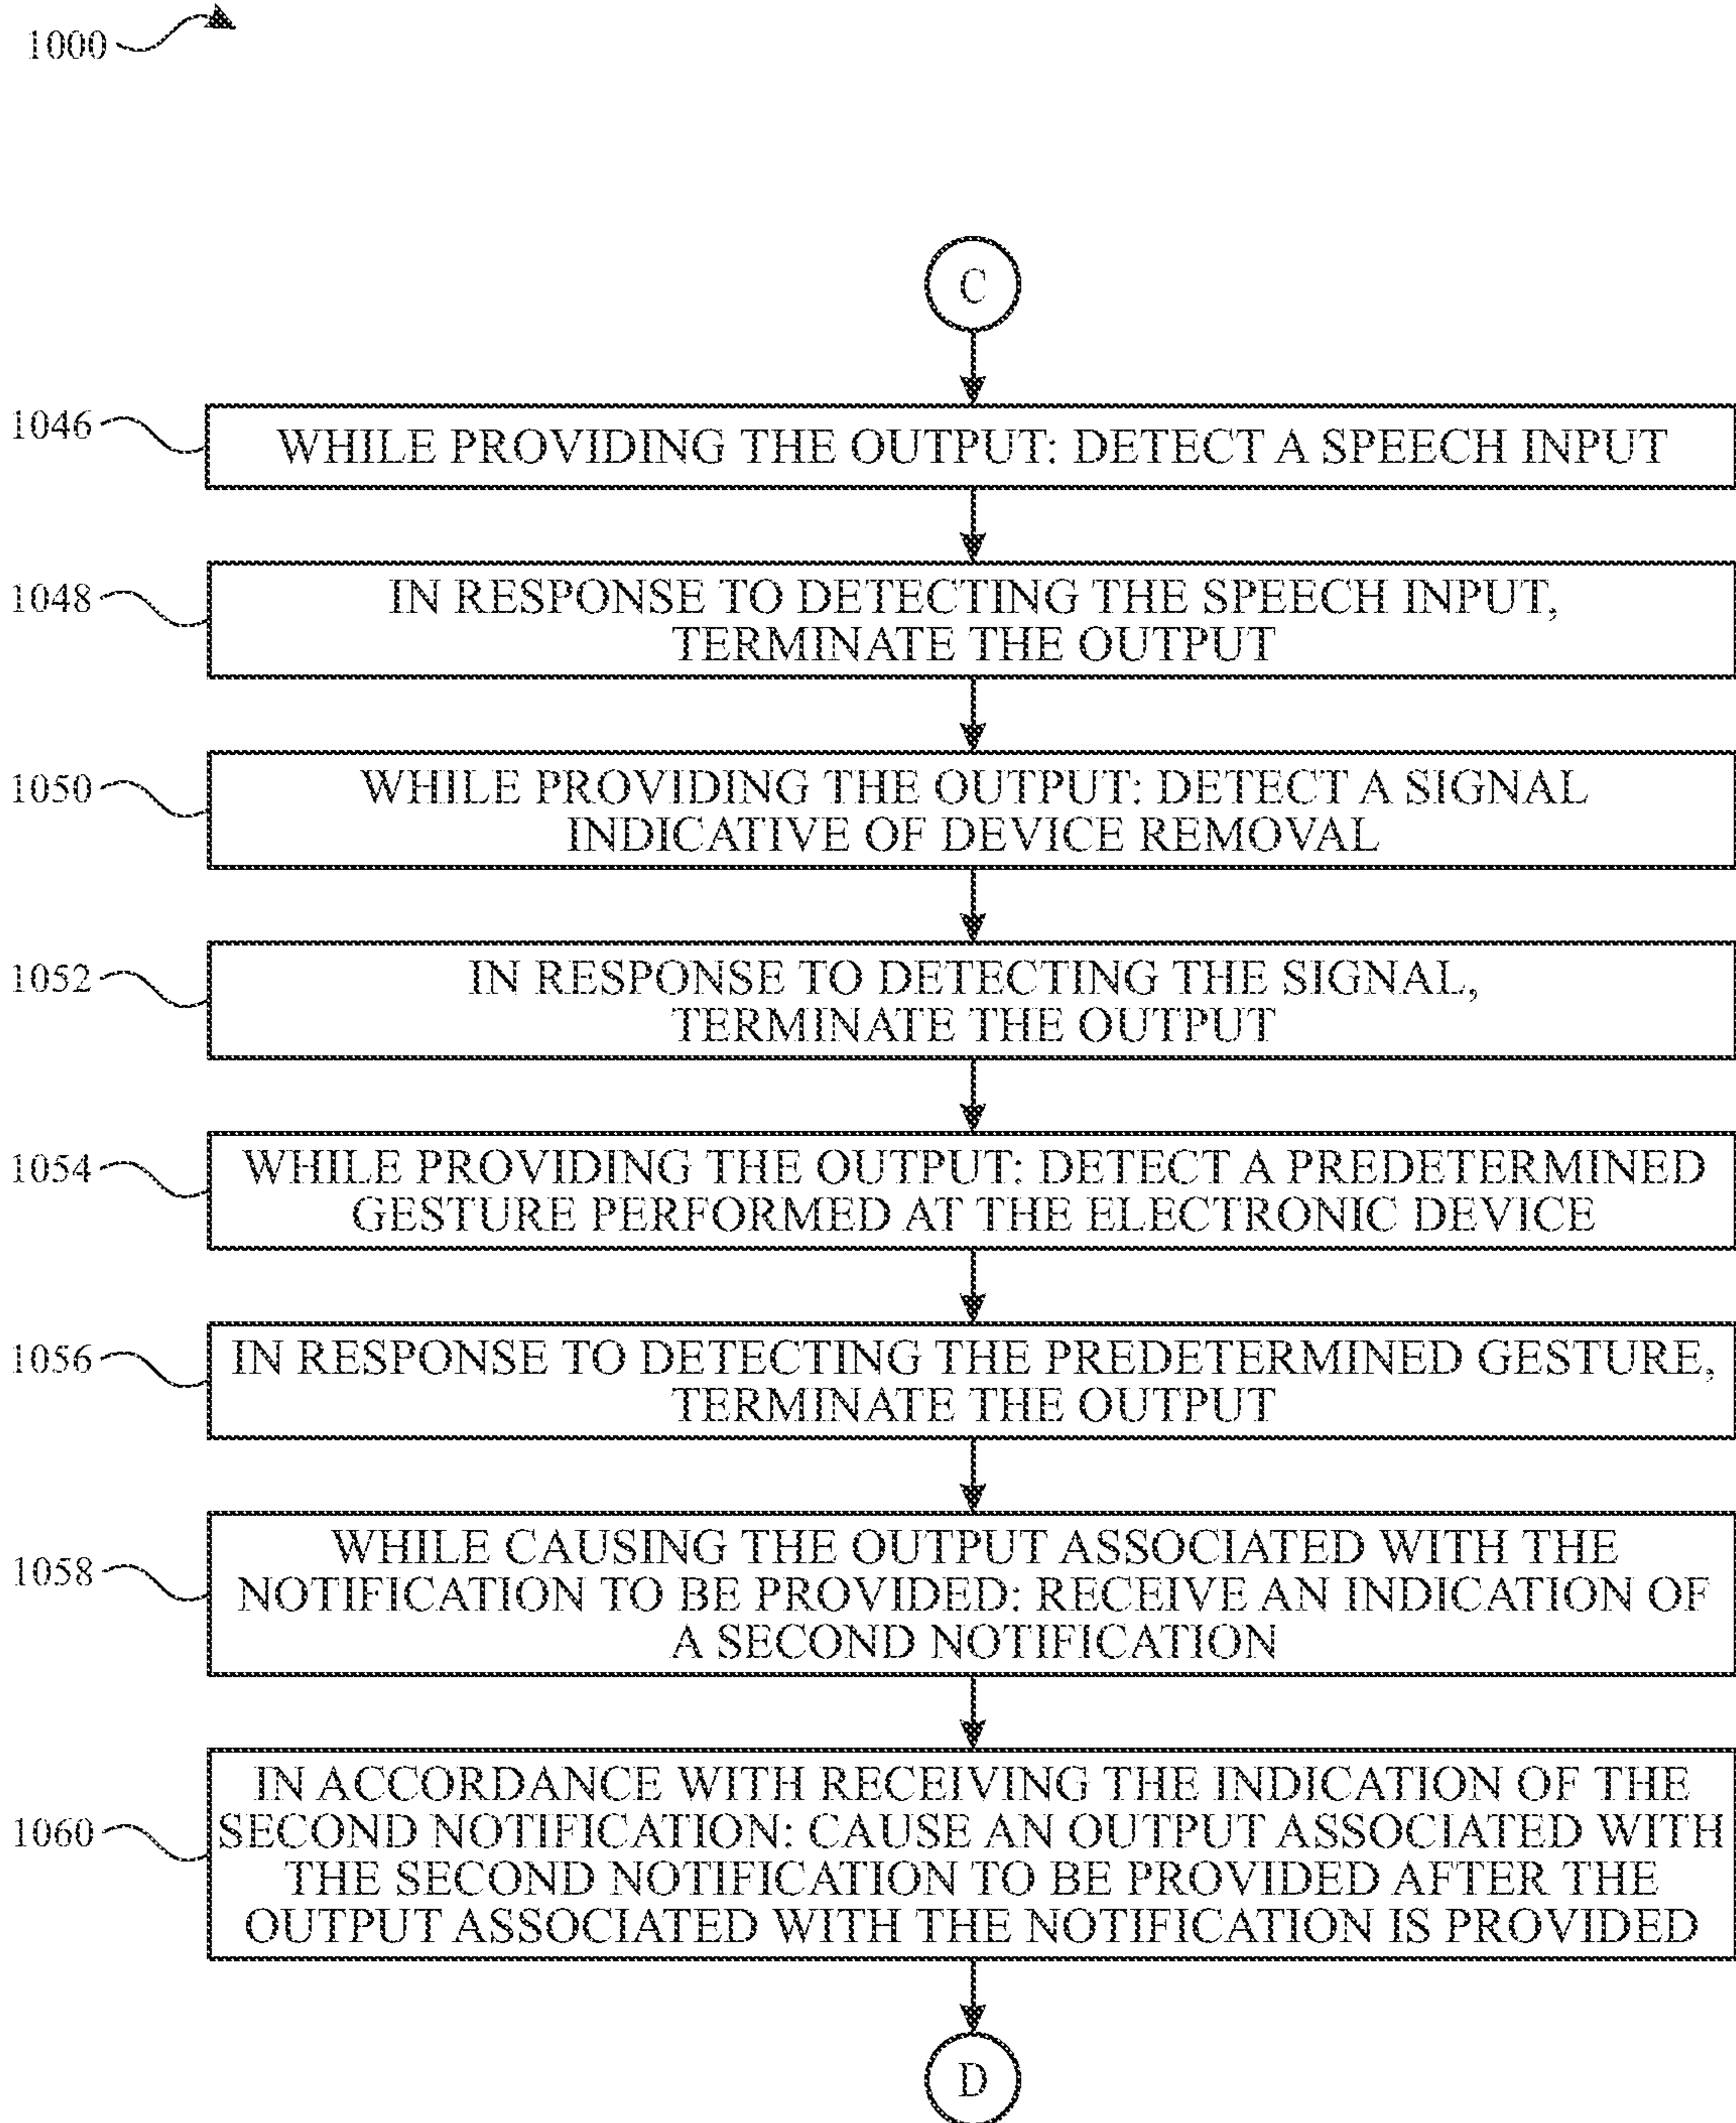 1000
C
1046
WHILE PROVIDING THE OUTPUT: DETECT A SPEECH INPUT
1048
IN RESPONSE TO DETECTING THE SPEECH INPUT,
TERMINATE THE OUTPUT
1050
WHILE PROVIDING THE OUTPUT: DETECT A SIGNAL
INDICATIVE OF DEVICE REMOVAL
1052
IN RESPONSE TO DETECTING THE SIGNAL,
TERMINATE THE OUTPUT
1054
WHILE PROVIDING THE OUTPUT: DETECT A PREDETERMINED
GESTURE PERFORMED AT THE ELECTRONIC DEVICE
1056
IN RESPONSE TO DETECTING THE PREDETERMINED GESTURE,
TERMINATE THE OUTPUT
1058
WHILE CAUSING THE OUTPUT ASSOCIATED WITH THE
NOTIFICATION TO BE PROVIDED: RECEIVE AN INDICATION OF
A SECOND NOTIFICATION
1060
IN ACCORDANCE WITH RECEIVING THE INDICATION OF THE
SECOND NOTIFICATION: CAUSE AN OUTPUT ASSOCIATED WITH
THE SECOND NOTIFICATION TO BE PROVIDED AFTER THE
OUTPUT ASSOCIATED WITH THE NOTIFICATION IS PROVIDED
D